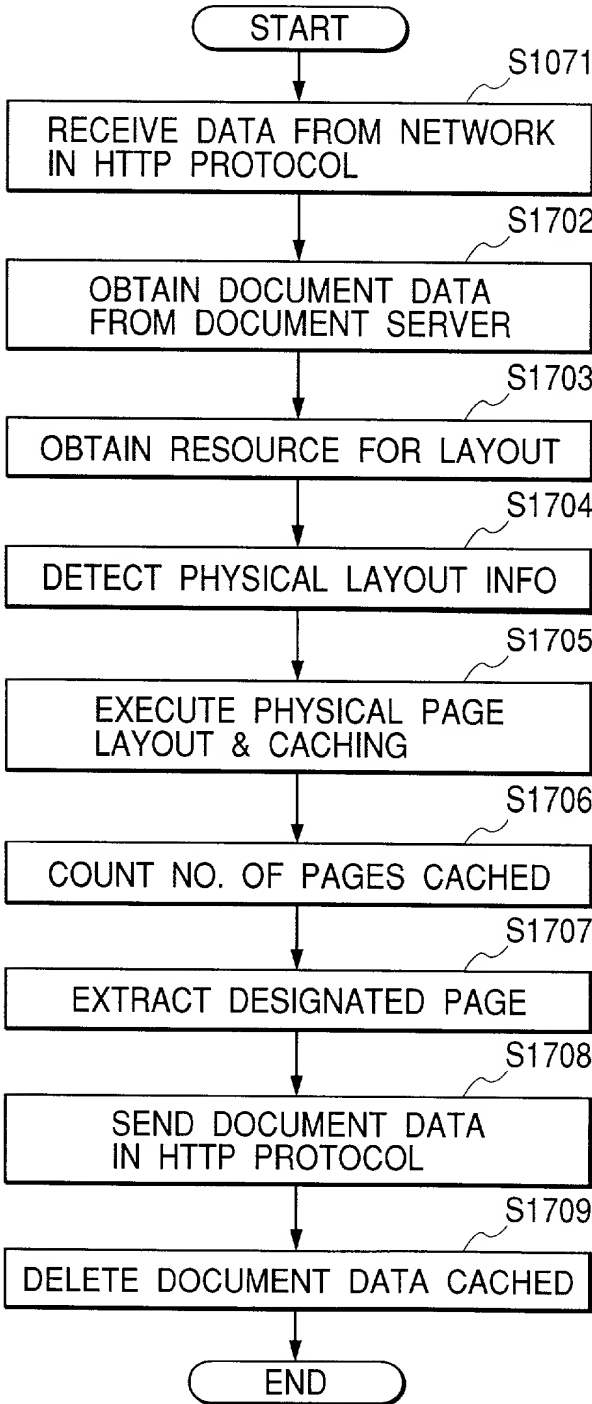 START
S1071
RECEIVE DATA FROM NETWORK
IN HTTP PROTOCOL
S1702
OBTAIN DOCUMENT DATA
FROM DOCUMENT SERVER
S1703
OBTAIN RESOURCE FOR LAYOUT
S1704
DETECT PHYSICAL LAYOUT INFO
S1705
EXECUTE PHYSICAL PAGE
LAYOUT & CACHING
S1706
COUNT NO. OF PAGES CACHED
S1707
EXTRACT DESIGNATED PAGE
S1708
SEND DOCUMENT DATA
IN HTTP PROTOCOL
S1709
DELETE DOCUMENT DATA CACHED
END